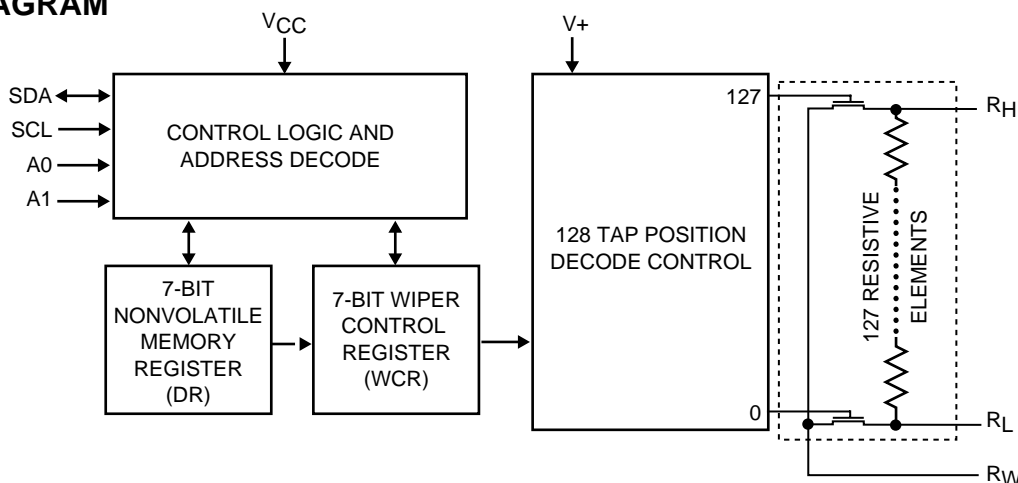 AGRAM
VCC
V+
SDA
SCL
A0
A1
CONTROL LOGIC AND
ADDRESS DECODE
7-BIT
NONVOLATILE
MEMORY
REGISTER
(DR)
7-BIT WIPER
CONTROL
REGISTER
(WCR)
127
128 TAP POSITION
DECODE CONTROL
0
127 RESISTIVE
ELEMENTS
RH
RL
RW